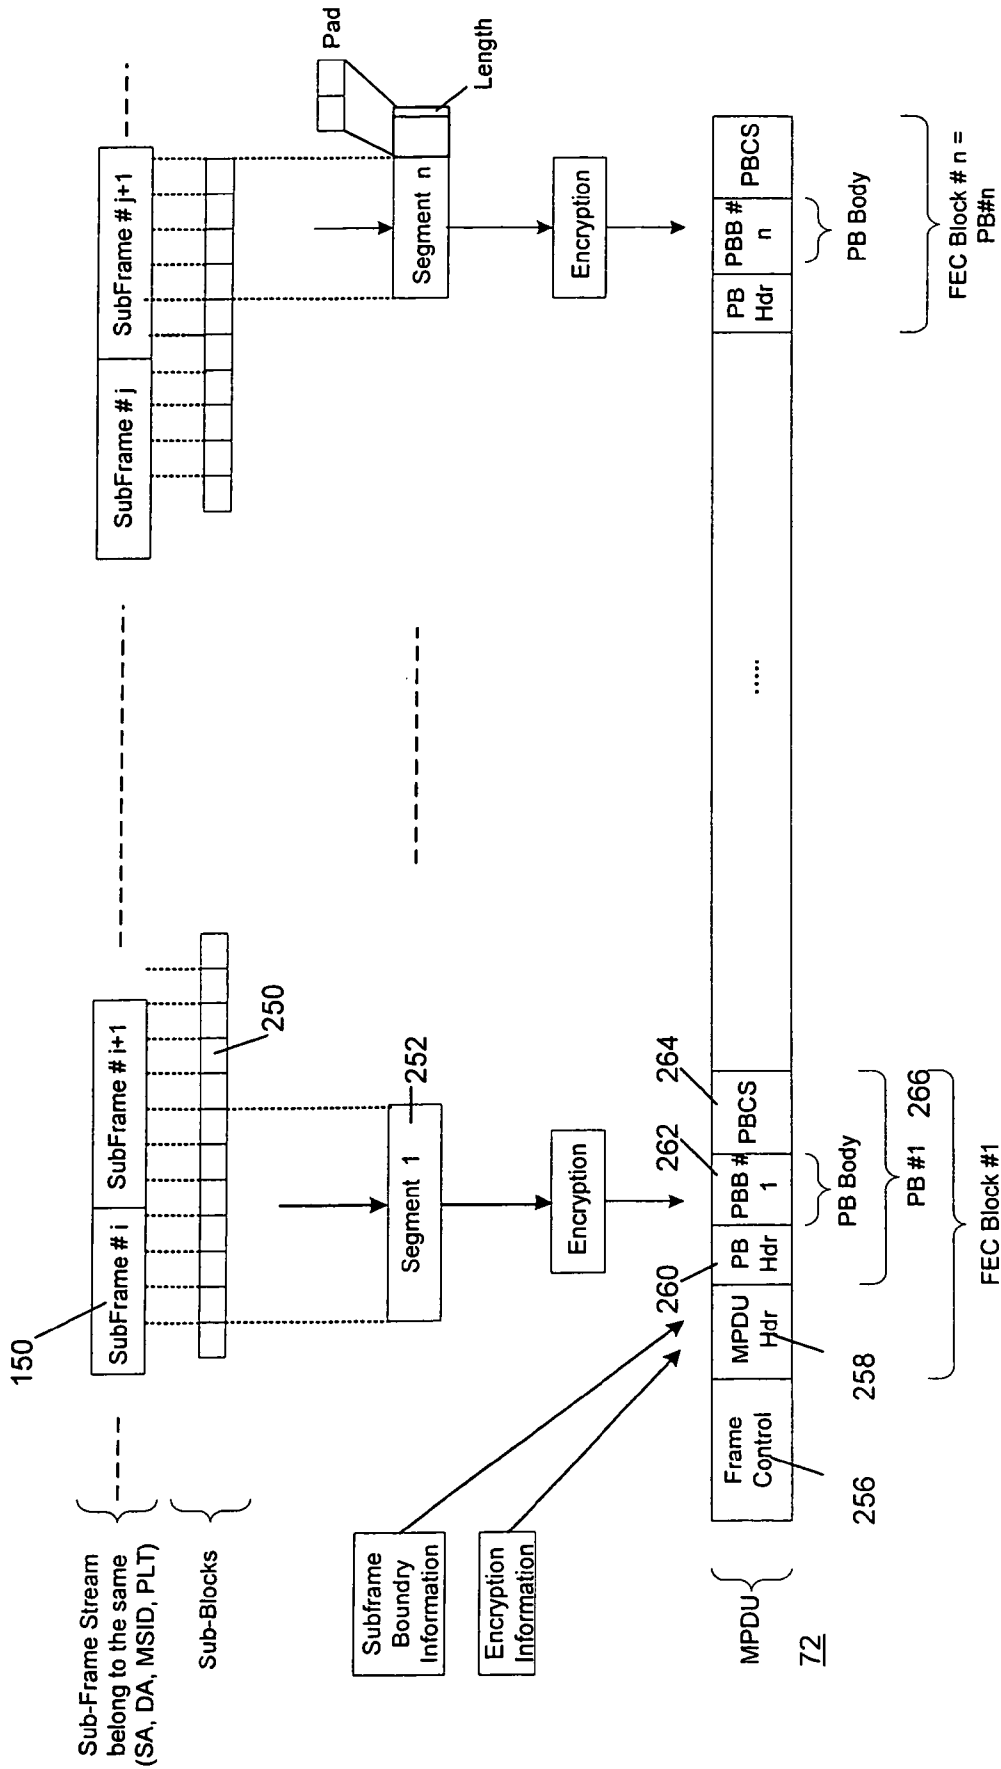 150
Sub-Frame Stream
belong to the same
(SA, DA, MSID, PLT)
SubFrame # i
SubFrame # i+1
SubFrame # j
SubFrame # j+1
Sub-Blocks
250
Pad
Length
Segment 1
252
Segment n
Subframe
Boundry
Information
Encryption
Information
Encryption
Encryption
260
262
264
MPDU
72
Frame
Control
MPDU
Hdr
PB
Hdr
PBB #
1
PBCS
.....
PB
Hdr
PBB #
n
PBCS
256
258
PB Body
PB Body
PB #1
266
FEC Block #1
FEC Block # n =
PB#n